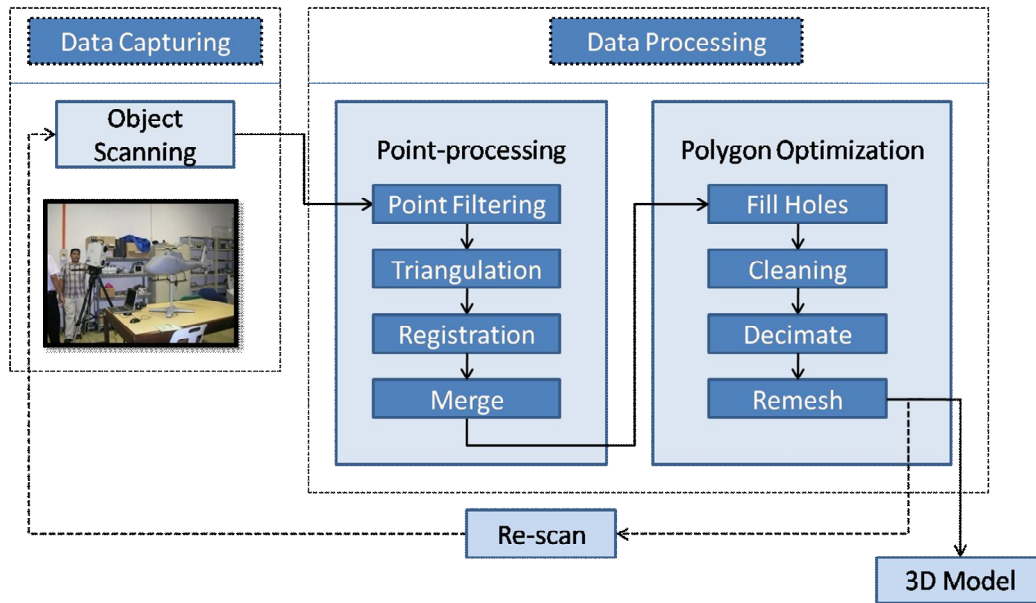 Data Capturing
Data Processing
Object
Scanning
Point-processing
Point Filtering
Triangulation
Registration
Merge
Polygon Optimization
Fill Holes
Cleaning
Decimate
Remesh
Re-scan
3D Model